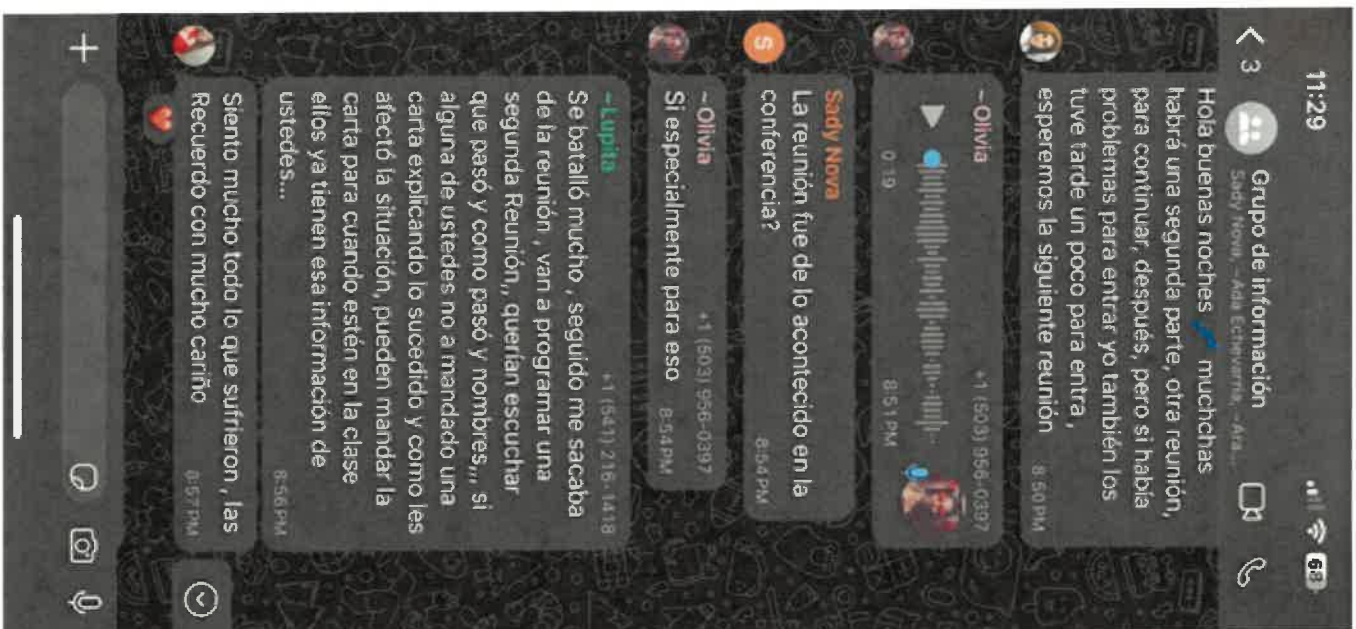 11:29
68
3
Grupo de información
Sady Nova, ~Ada Echevarria, ~Ara...
Hola buenas noches muchchas
habrá una segunda parte, otra reunión,
para continuar, después, pero si había
problemas para entrar yo también los
tuve tarde un poco para entra ,
esperemos la siguiente reunión
8:50 PM
~Olivia
+1 (503) 956-0397
0:19
8:51 PM
Sady Nova
La reunión fue de lo acontecido en la
conferencia?
8:54 PM
S
~Olivia
+1 (503) 956-0397
Si especialmente para eso
8:54 PM
~Lupita
+1 (541) 216-1418
Se batalló mucho , seguido me sacaba
de la reunión , van a programar una
segunda Reunión,, querían escuchar
que pasó y como pasó y nombres,,, si
alguna de ustedes no a mandado una
carta explicando lo sucedido y como les
afectó la situación, pueden mandar la
carta para cuando estén en la clase
ellos ya tienen esa información de
ustedes...
8:56 PM
Siento mucho todo lo que sufrieron , las
Recuerdo con mucho cariño
8:57 PM